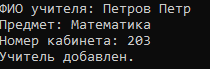 ФИО учителя: Петров Петр
Предмет: Математика
Номер кабинета: 203
Учитель добавлен.